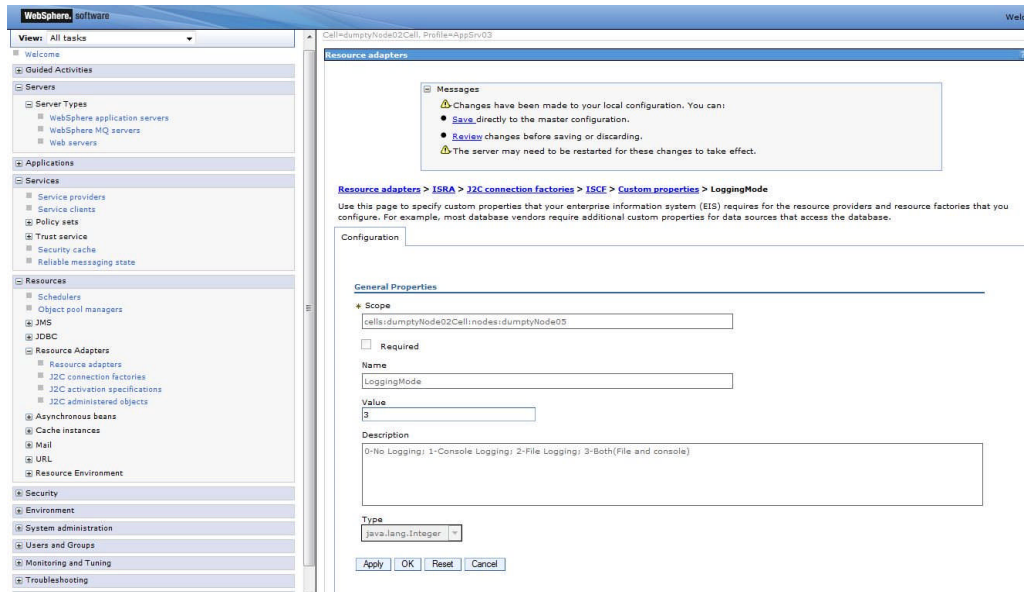 WebSphere. software
Welc
View: All tasks
Cell=dumptyNode02Cell, Profile=AppSrv03
Welcome
Guided Activities
Servers
Server Types
WebSphere application servers
WebSphere MQ servers
Web servers
Applications
Services
Service providers
Service clients
Policy sets
Trust service
Security cache
Reliable messaging state
Resources
Schedulers
Object pool managers
JMS
JDBC
Resource Adapters
Resource adapters
J2C connection factories
J2C activation specifications
J2C administered objects
Asynchronous beans
Cache instances
Mail
URL
Resource Environment
Security
Environment
System administration
Users and Groups
Monitoring and Tuning
Troubleshooting
Resource adapters
Messages
Changes have been made to your local configuration. You can:
Save directly to the master configuration.
Review changes before saving or discarding.
The server may need to be restarted for these changes to take effect.
Resource adapters > ISRA > J2C connection factories > ISCF > Custom properties > LoggingMode
Use this page to specify custom properties that your enterprise information system (EIS) requires for the resource providers and resource factories that you
configure. For example, most database vendors require additional custom properties for data sources that access the database.
Configuration
General Properties
* Scope
cells:dumptyNode02Cell:nodes:dumptyNode05
Required
Name
LoggingMode
Value
3
Description
0-No Logging; 1-Console Logging; 2-File Logging; 3-Both(File and console)
Type
java.lang.Integer
Apply OK Reset Cancel